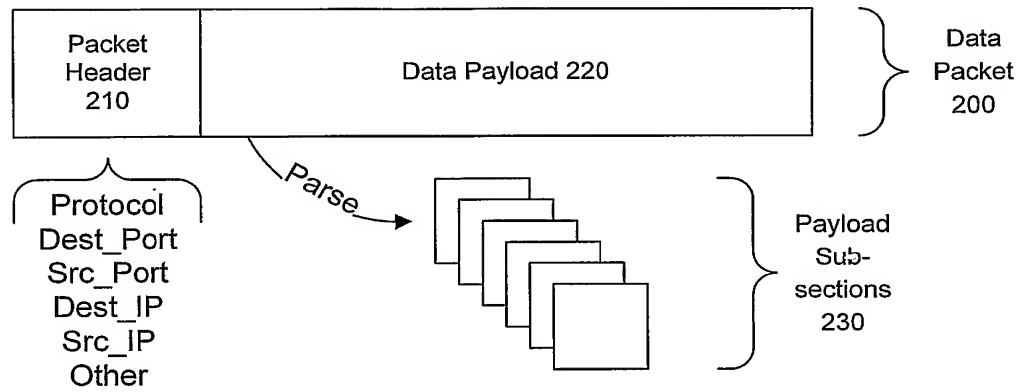 Packet
Header
210
Data Payload 220
Data
Packet
200
Parse
Protocol
Dest_Port
Src_Port
Dest_IP
Src_IP
Other
Payload
Sub-
sections
230